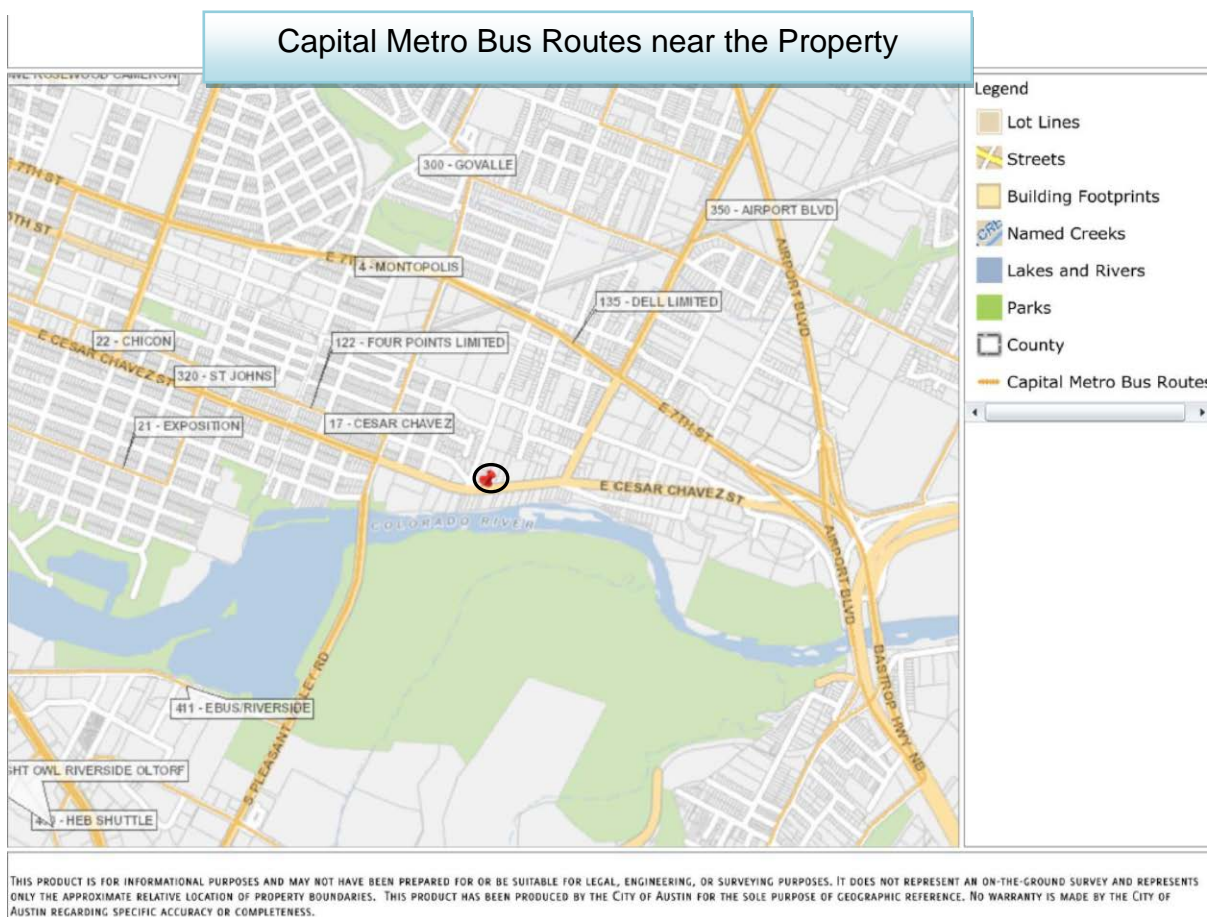 Capital Metro Bus Routes near the Property
ROSEWOOD CAMERON
E 7TH ST
300 - GOVALLE
350 - AIRPORT BLVD
AIRPORT BLVD
4 - MONTOPOLIS
135 - DELL LIMITED
22 - CHICON
122 - FOUR POINTS LIMITED
E CESAR CHAVEZ ST
320 - ST JOHNS
21 - EXPOSITION
17 - CESAR CHAVEZ
E 7TH ST
E CESAR CHAVEZ ST
COLORADO RIVER
AIRPORT BLVD
BASTROP HWY NB
S PLEASANT VALLEY RD
411 - EBUS/RIVERSIDE
OWL RIVERSIDE OLTORF
- HEB SHUTTLE
Legend
Lot Lines
Streets
Building Footprints
Named Creeks
Lakes and Rivers
Parks
County
Capital Metro Bus Routes
THIS PRODUCT IS FOR INFORMATIONAL PURPOSES AND MAY NOT HAVE BEEN PREPARED FOR OR BE SUITABLE FOR LEGAL, ENGINEERING, OR SURVEYING PURPOSES. IT DOES NOT REPRESENT AN ON-THE-GROUND SURVEY AND REPRESENTS
ONLY THE APPROXIMATE RELATIVE LOCATION OF PROPERTY BOUNDARIES. THIS PRODUCT HAS BEEN PRODUCED BY THE CITY OF AUSTIN FOR THE SOLE PURPOSE OF GEOGRAPHIC REFERENCE. NO WARRANTY IS MADE BY THE CITY OF
AUSTIN REGARDING SPECIFIC ACCURACY OR COMPLETENESS.